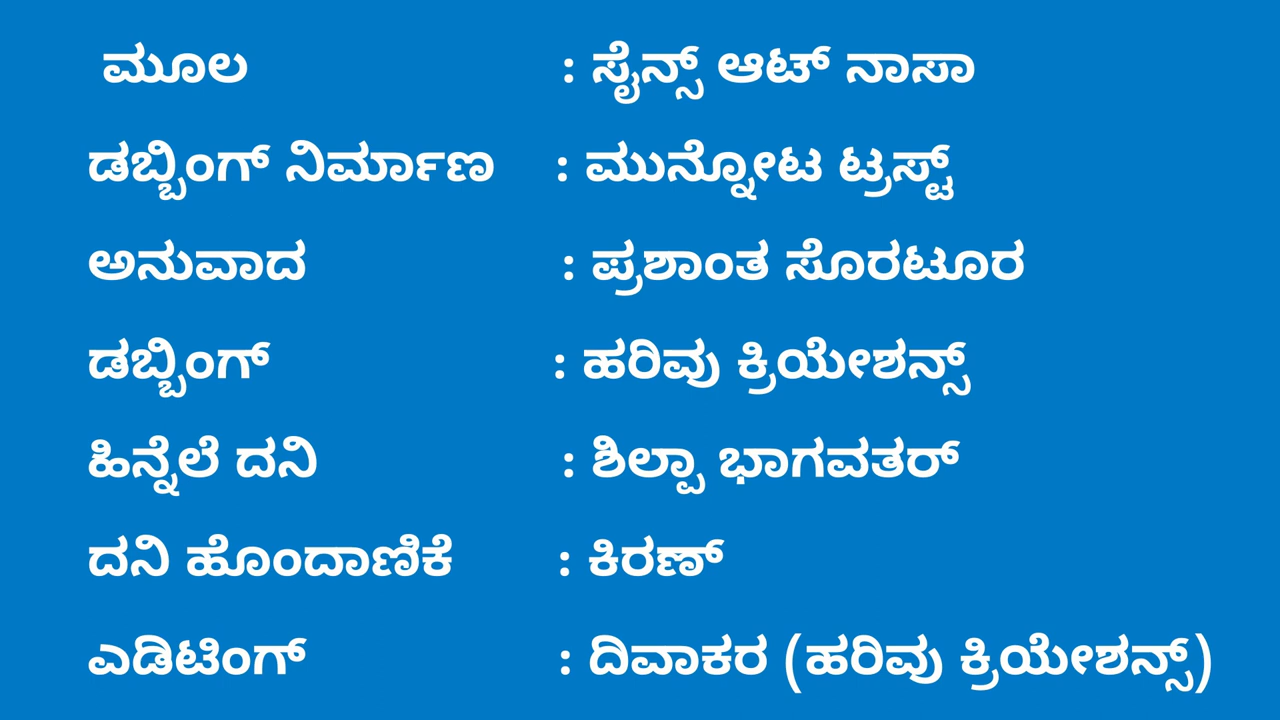 ಮೂಲ : ಸೈನ್ಸ್ ಆಟ್ ನಾಸಾ
ಡಬ್ಬಿಂಗ್ ನಿರ್ಮಾಣ : ಮುನ್ನೋಟ ಟ್ರಸ್ಟ್
ಅನುವಾದ : ಪ್ರಶಾಂತ ಸೊರಟೂರ
ಡಬ್ಬಿಂಗ್ : ಹರಿವು ಕ್ರಿಯೇಶನ್ಸ್
ಹಿನ್ನೆಲೆ ದನಿ : ಶಿಲ್ಪಾ ಭಾಗವತರ್
ದನಿ ಹೊಂದಾಣಿಕೆ : ಕಿರಣ್
ಎಡಿಟಿಂಗ್ : ದಿವಾಕರ (ಹರಿವು ಕ್ರಿಯೇಶನ್ಸ್)